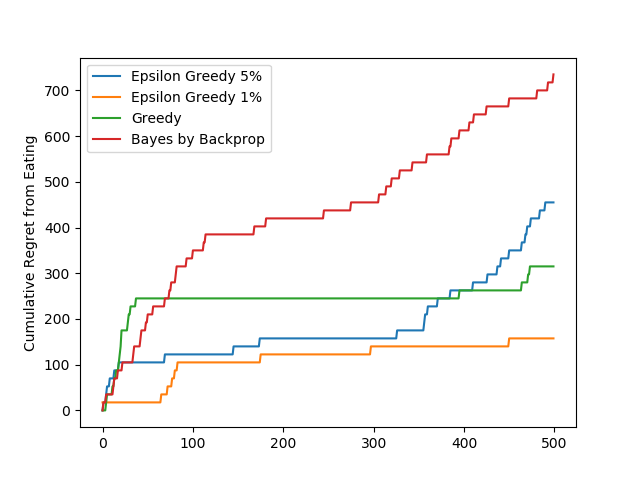 Epsilon Greedy 5%
Epsilon Greedy 1%
Greedy
Bayes by Backprop
Cumulative Regret from Eating
700
600
500
400
300
200
100
0
0 100 200 300 400 500